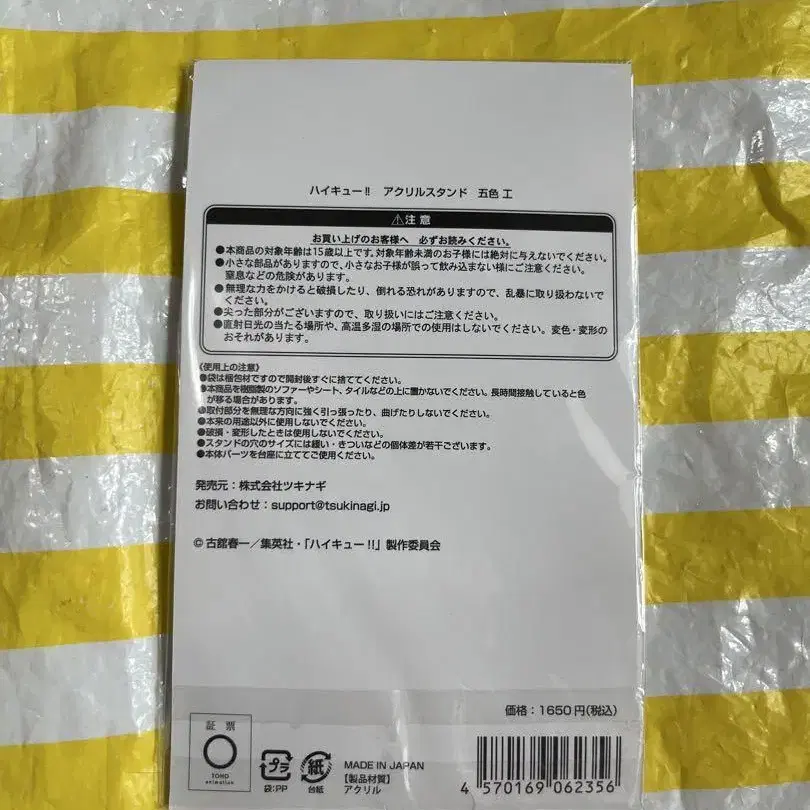 ハイキュー!! アクリルスタンド 五色 工
⚠注 意
お買い上げのお客様へ 必ずお読みください。
●本商品の対象年齢は15歳以上です。対象年齢未満のお子様には絶対に与えないでください。
●小さな部品がありますので、小さなお子様が誤って飲み込まない様にご注意ください。
窒息などの危険があります。
●無理な力をかけると破損したり、倒れる恐れがありますので、乱暴に取り扱わないで
ください。
●尖った部分がございますので、取り扱いにはご注意ください。
●直射日光の当たる場所や、高温多湿の場所での使用はしないでください。変色・変形の
おそれがあります。
《使用上の注意》
●袋は梱包材ですので開封後すぐに捨ててください。
●本商品を樹脂製のソファーやシート、タイルなどの上に置かないでください。長時間接触していると色
が移る場合があります。
●取付部分を無理な方向に強く引っ張ったり、曲げたりしないでください。
●本来の用途以外に使用しないでください。
●破損・変形したときは使用しないでください。
●スタンドの穴のサイズには緩い・きついなどの個体差が若干ございます。
●本体パーツを台座に立ててご使用ください。
発売元：株式会社ツキナギ
お問い合わせ：support@tsukinagi.jp
© 古舘春一／集英社・「ハイキュー!!」製作委員会
価格：1650円(税込)
証 票
TOHO
animation
プラ
袋:PP
紙
台紙
MADE IN JAPAN
【製品材質】
アクリル
4 570169 062356